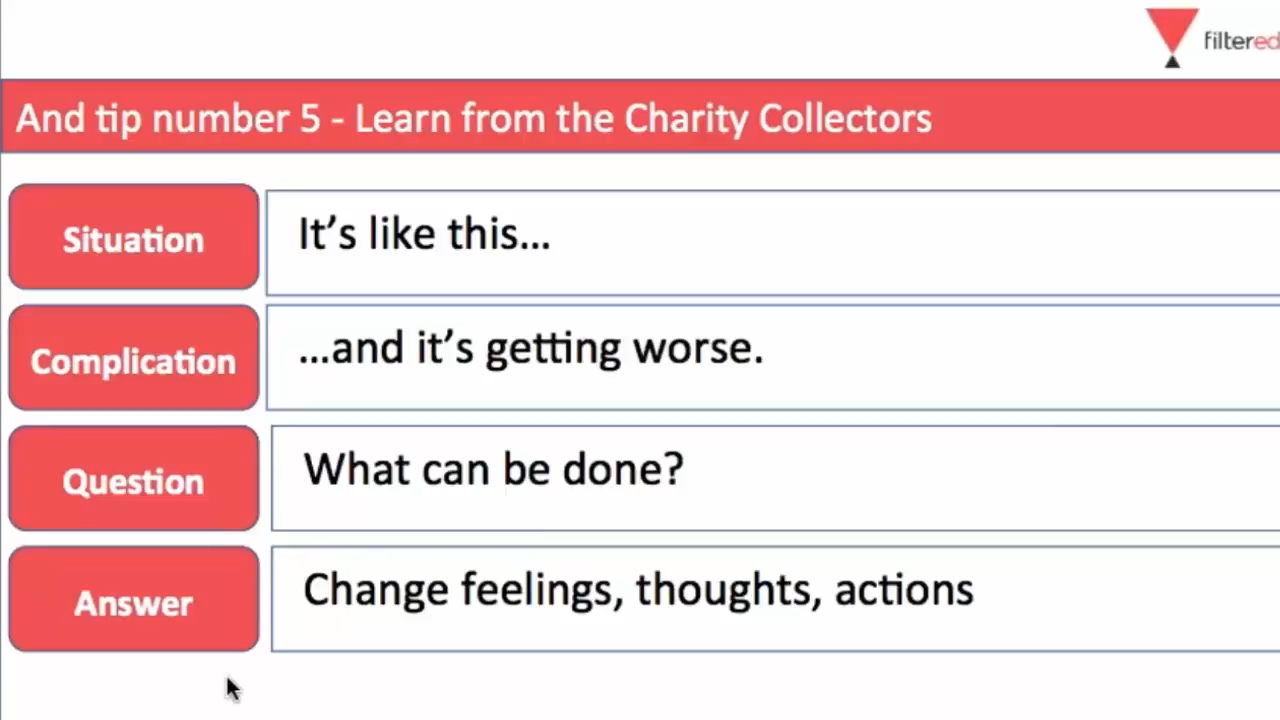 filtered
And tip number 5 - Learn from the Charity Collectors
Situation
It's like this...
Complication
...and it's getting worse.
Question
What can be done?
Answer
Change feelings, thoughts, actions